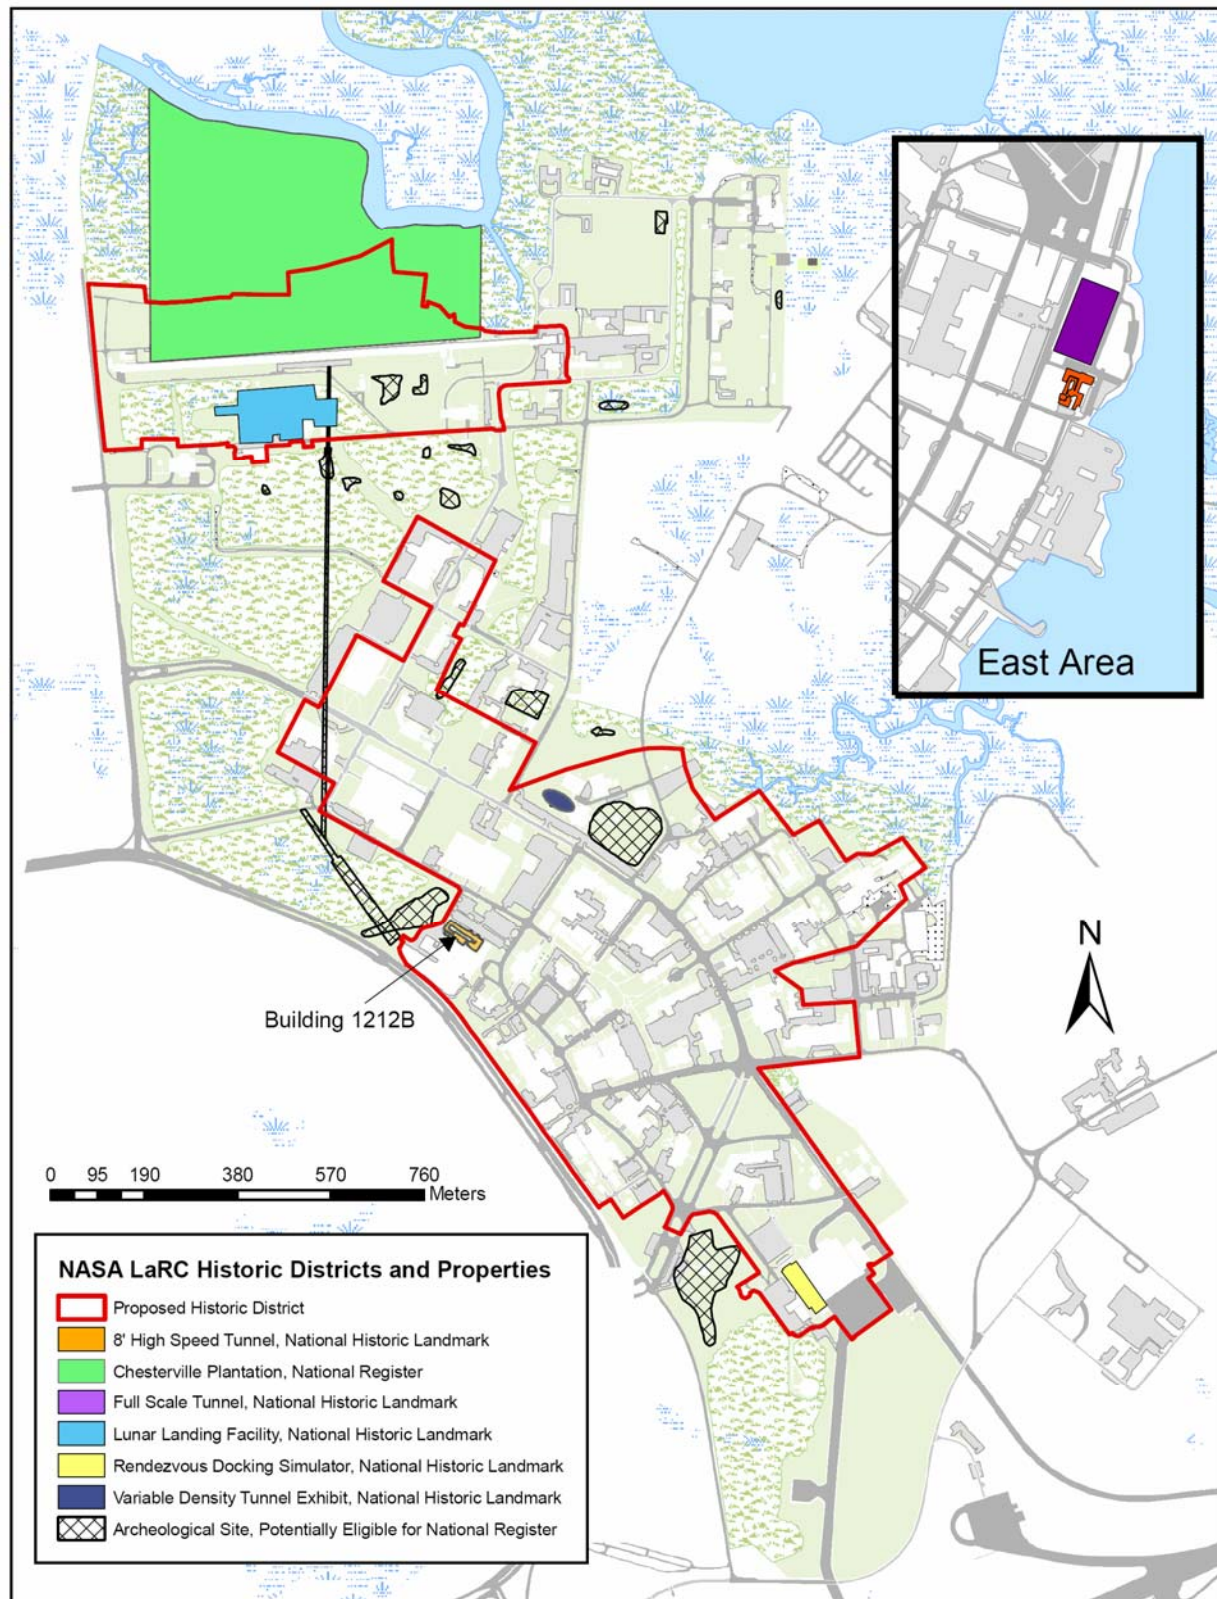 East Area
N
Building 1212B
0 95 190 380 570 760
Meters
NASA LaRC Historic Districts and Properties
Proposed Historic District
8' High Speed Tunnel, National Historic Landmark
Chesterville Plantation, National Register
Full Scale Tunnel, National Historic Landmark
Lunar Landing Facility, National Historic Landmark
Rendezvous Docking Simulator, National Historic Landmark
Variable Density Tunnel Exhibit, National Historic Landmark
Archeological Site, Potentially Eligible for National Register